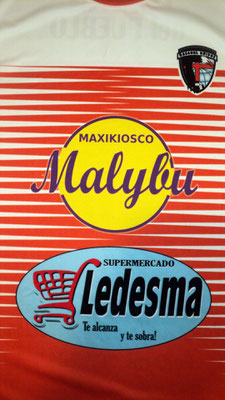 MAXIKIOSCO
Malybu
SUPERMERCADO
Ledesma
Te alcanza
y te sobra!